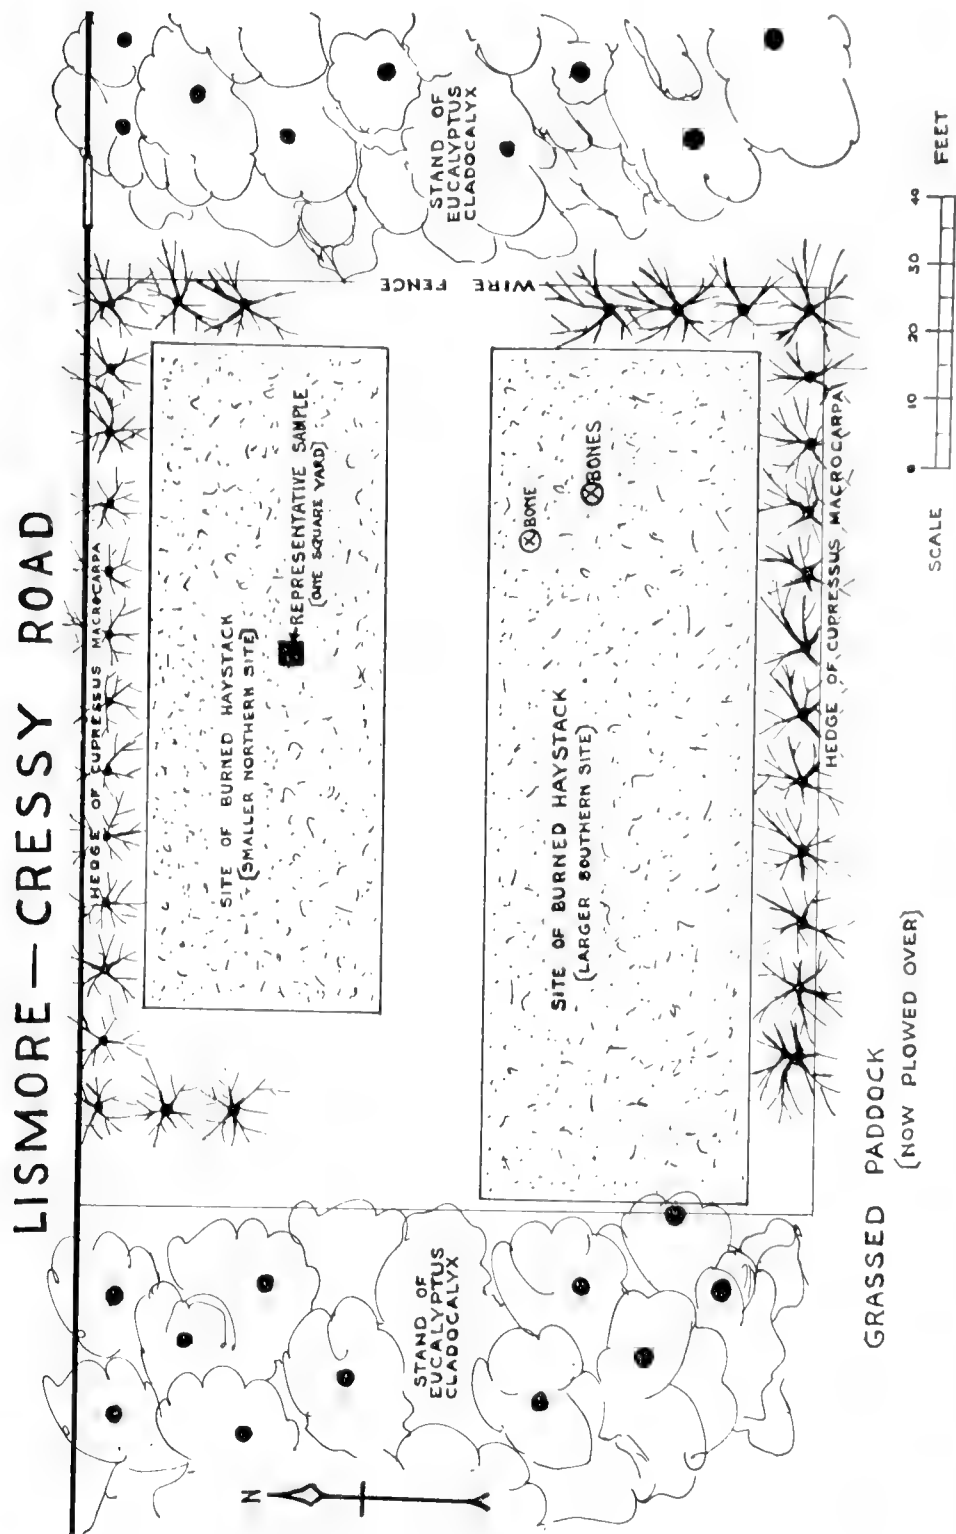 LISMORE — CRESSY ROAD
HEDGE OF CUPRESSUS MACROCARPA
SITE OF BURNED HAYSTACK
(SMALLER NORTHERN SITE)
REPRESENTATIVE SAMPLE
(ONE SQUARE YARD)
WIRE FENCE
STAND OF
EUCALYPTUS
CLADOCALYX
STAND OF
EUCALYPTUS
CLADOCALYX
N
BONE
BONES
SITE OF BURNED HAYSTACK
(LARGER SOUTHERN SITE)
HEDGE OF CUPRESSUS MACROCARPA
GRASSED PADDOCK
(NOW PLOWED OVER)
SCALE
0 10 20 30 40
FEET